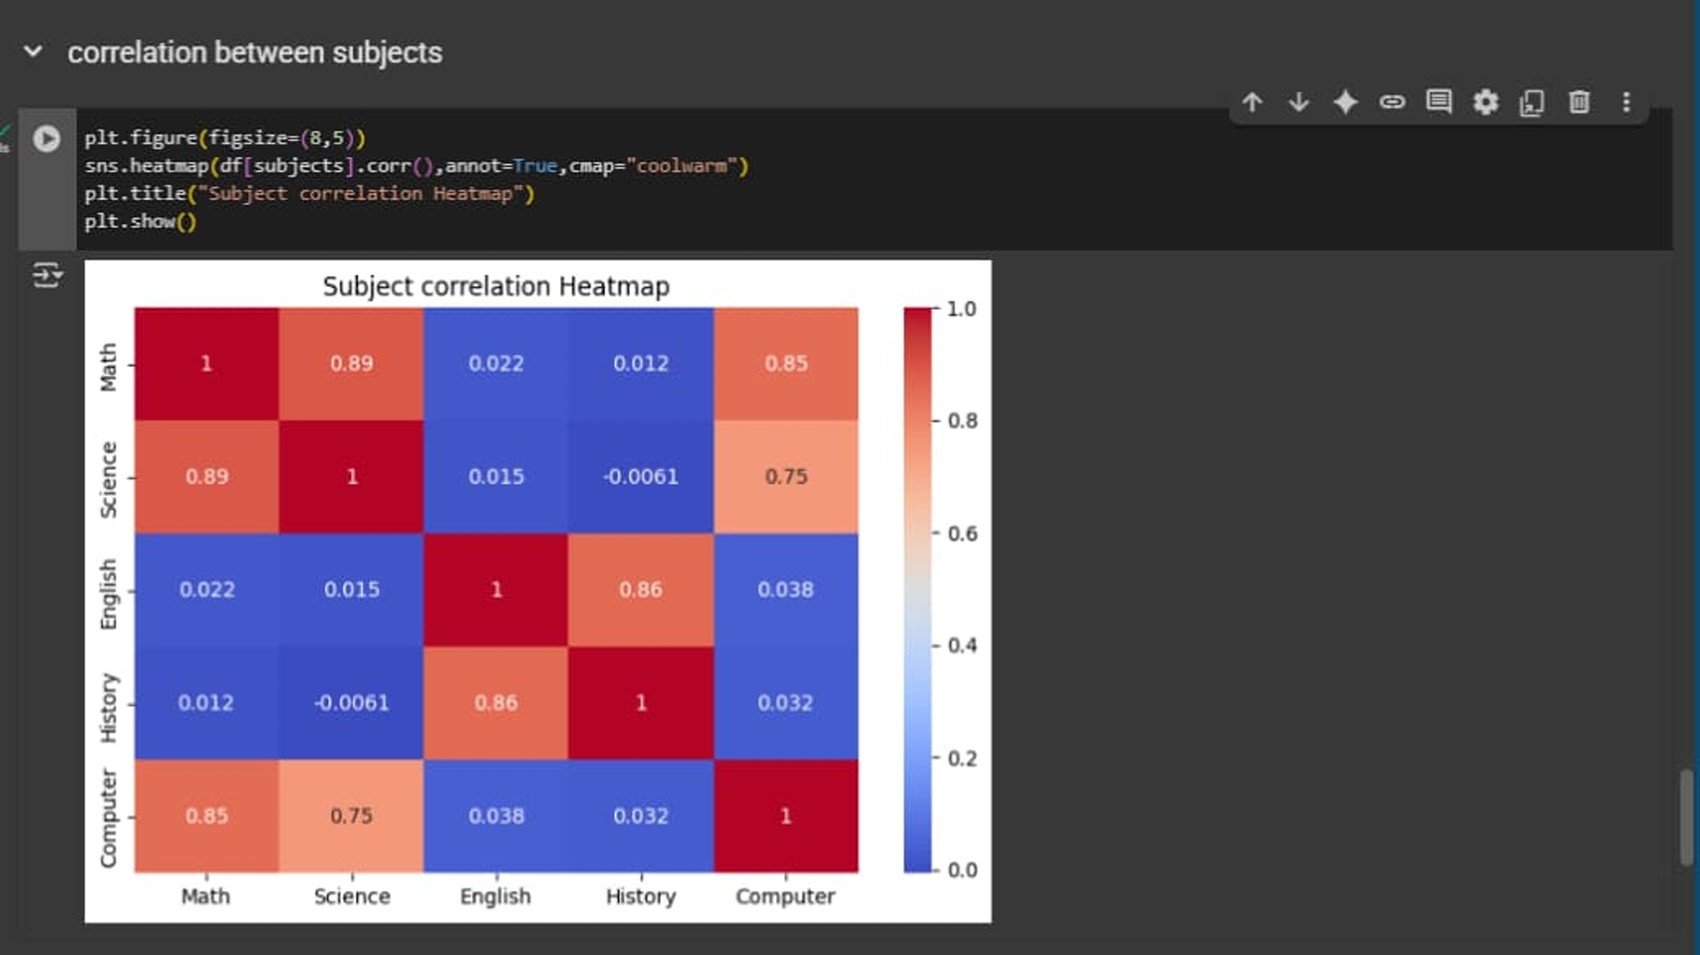 correlation between subjects
plt.figure(figsize=(8,5))
sns.heatmap(df[subjects].corr(),annot=True,cmap="coolwarm")
plt.title("Subject correlation Heatmap")
plt.show()
Subject correlation Heatmap
Math 1 0.89 0.022 0.012 0.85
Science 0.89 1 0.015 -0.0061 0.75
English 0.022 0.015 1 0.86 0.038
History 0.012 -0.0061 0.86 1 0.032
Computer 0.85 0.75 0.038 0.032 1
Math Science English History Computer
1.0
0.8
0.6
0.4
0.2
0.0